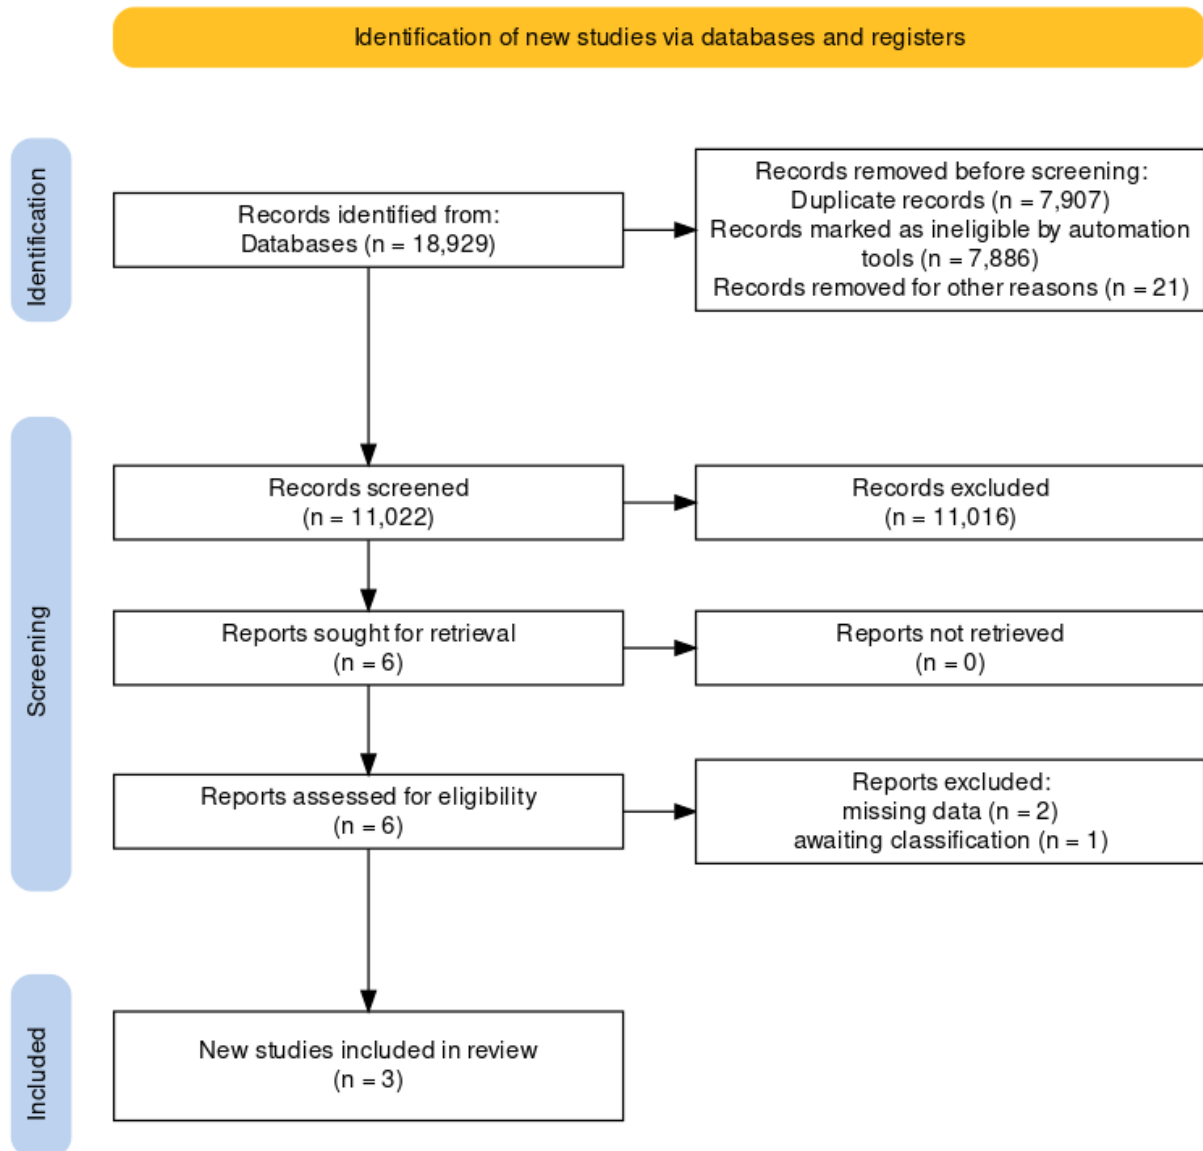 Identification of new studies via databases and registers
Identification
Records identified from:
Databases (n = 18,929)
Records removed before screening:
Duplicate records (n = 7,907)
Records marked as ineligible by automation
tools (n = 7,886)
Records removed for other reasons (n = 21)
Screening
Records screened
(n = 11,022)
Records excluded
(n = 11,016)
Reports sought for retrieval
(n = 6)
Reports not retrieved
(n = 0)
Reports assessed for eligibility
(n = 6)
Reports excluded:
missing data (n = 2)
awaiting classification (n = 1)
Included
New studies included in review
(n = 3)